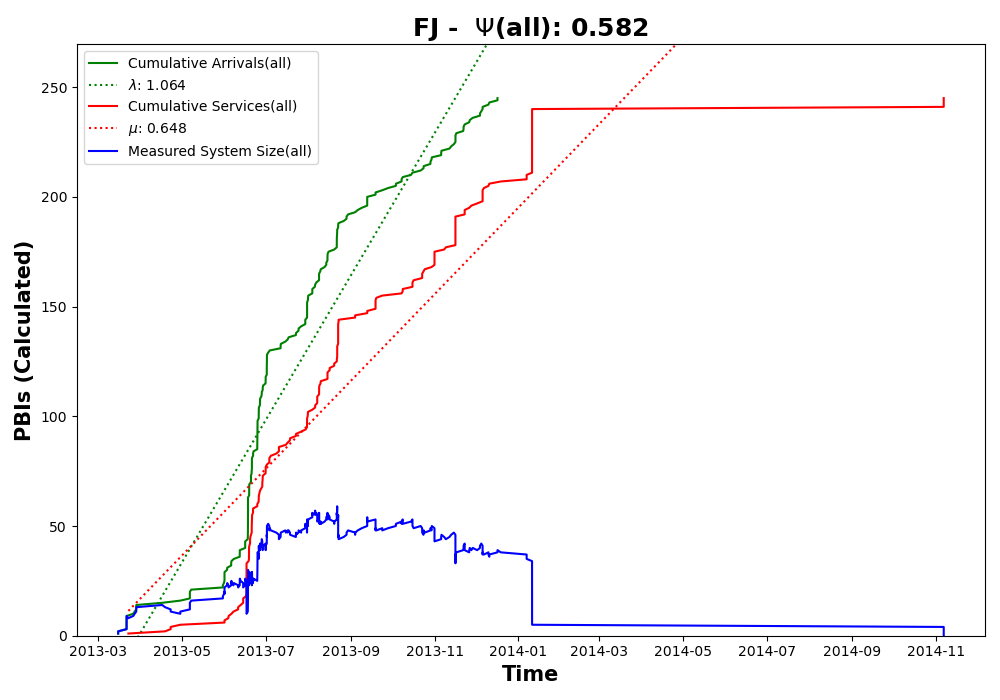 FJ - Ψ(all): 0.582
Cumulative Arrivals(all)
λ: 1.064
Cumulative Services(all)
μ: 0.648
Measured System Size(all)
PBIs (Calculated)
250
200
150
100
50
0
2013-03 2013-05 2013-07 2013-09 2013-11 2014-01 2014-03 2014-05 2014-07 2014-09 2014-11
Time